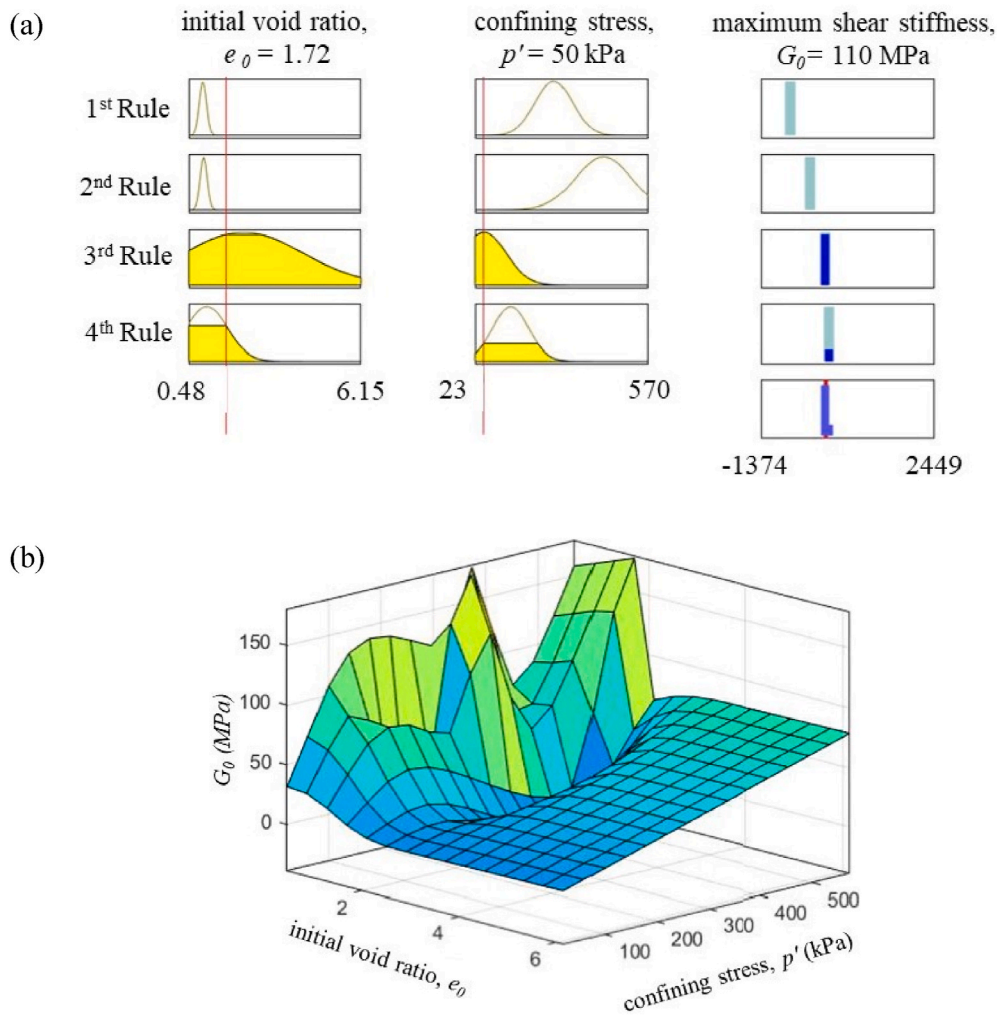 (a)
initial void ratio,
e₀ = 1.72
confining stress,
p' = 50 kPa
maximum shear stiffness,
G₀= 110 MPa
1st Rule
2nd Rule
3rd Rule
4th Rule
0.48 6.15
23 570
-1374 2449
(b)
150
100
50
0
G₀ (MPa)
2
4
6
initial void ratio, e₀
100
200
300
400
500
confining stress, p' (kPa)